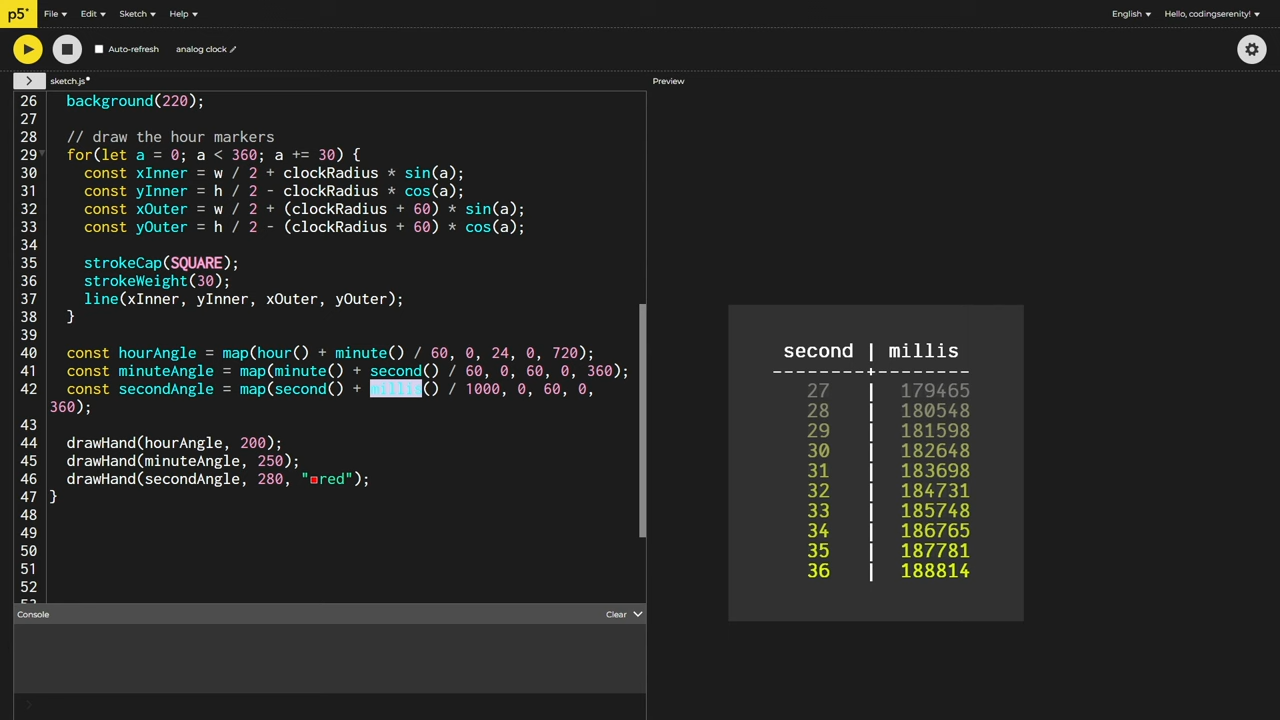 p5* File Edit Sketch Help English Hello, codingserenity!
Auto-refresh analog clock
> sketch.js Preview
26 background(220);
27
28 // draw the hour markers
29 for(let a = 0; a < 360; a += 30) {
30 const xInner = w / 2 + clockRadius * sin(a);
31 const yInner = h / 2 - clockRadius * cos(a);
32 const xOuter = w / 2 + (clockRadius + 60) * sin(a);
33 const yOuter = h / 2 - (clockRadius + 60) * cos(a);
34
35 strokeCap(SQUARE);
36 strokeWeight(30);
37 line(xInner, yInner, xOuter, yOuter);
38 }
39
40 const hourAngle = map(hour() + minute() / 60, 0, 24, 0, 720);
41 const minuteAngle = map(minute() + second() / 60, 0, 60, 0, 360);
42 const secondAngle = map(second() + millis() / 1000, 0, 60, 0,
360);
43
44 drawHand(hourAngle, 200);
45 drawHand(minuteAngle, 250);
46 drawHand(secondAngle, 280, "red");
47 }
48
49
50
51
52
53
second | millis
--------+--------
27 | 179465
28 | 180548
29 | 181598
30 | 182648
31 | 183698
32 | 184731
33 | 185748
34 | 186765
35 | 187781
36 | 188814
Console Clear
>